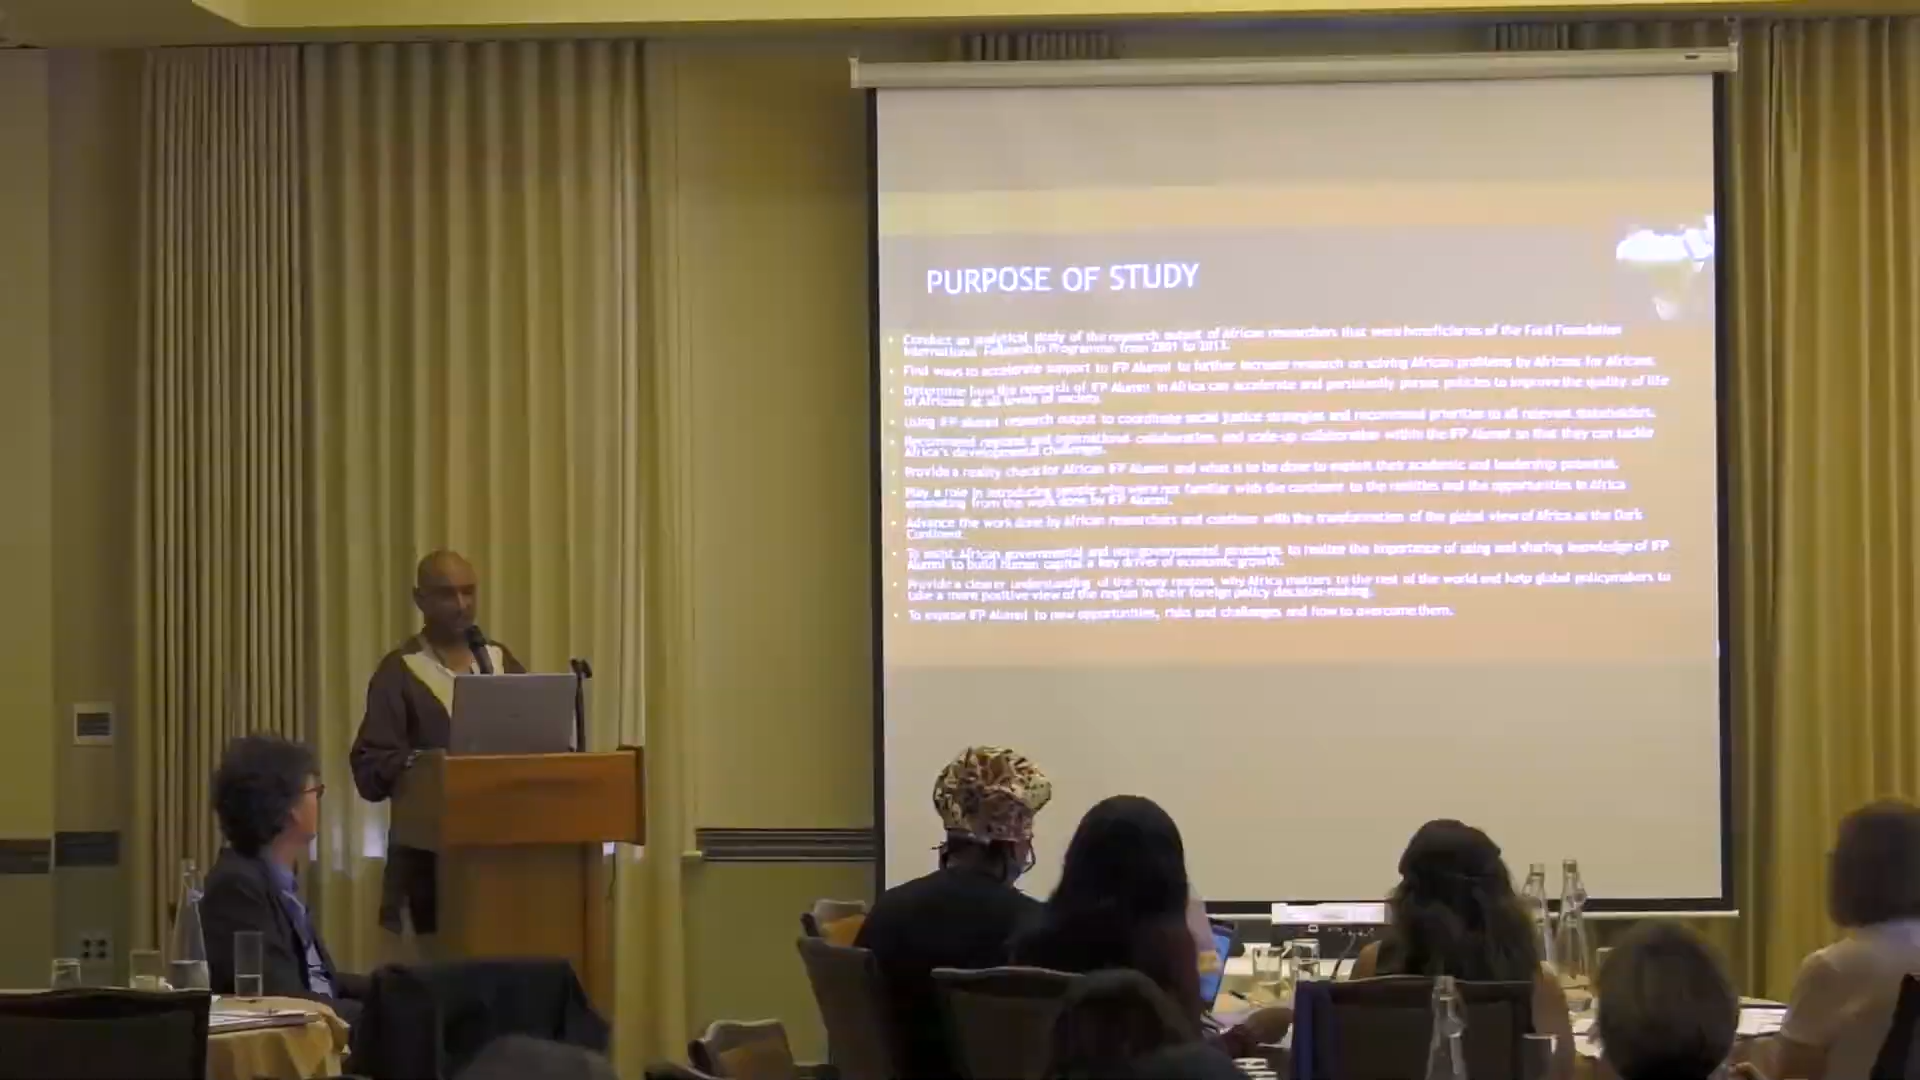 PURPOSE OF STUDY
Conduct an analytical study of the research output of African researchers that were beneficiaries of the Ford Foundation
International Fellowship Programme from 2001 to 2013.
Find ways to accelerate support to IFP Alumni to further increase research on solving African problems by Africans for Africans.
Determine how the research of IFP Alumni in Africa can accelerate and persistently pursue policies to improve the quality of life
of Africans at all levels of society.
Using IFP alumni research output to coordinate social justice strategies and recommend priorities to all relevant stakeholders.
Recommend regional and international collaboration, and scale-up collaboration within the IFP Alumni so that they can tackle
Africa's developmental challenges.
Provide a reality check for African IFP Alumni and what is to be done to exploit their academic and leadership potential.
Play a role in introducing people who were not familiar with the continent to the realities and the opportunities in Africa
emanating from the work done by IFP Alumni.
Advance the work done by African researchers and continue with the transformation of the global view of Africa as the Dark
Continent.
To assist African governmental and non-governmental structures to realize the importance of using and sharing knowledge of IFP
Alumni to build human capital a key driver of economic growth.
Provide a clearer understanding of the many reasons why Africa matters to the rest of the world and help global policymakers to
take a more positive view of the region in their foreign policy decision-making.
To expose IFP Alumni to new opportunities, risks and challenges and how to overcome them.